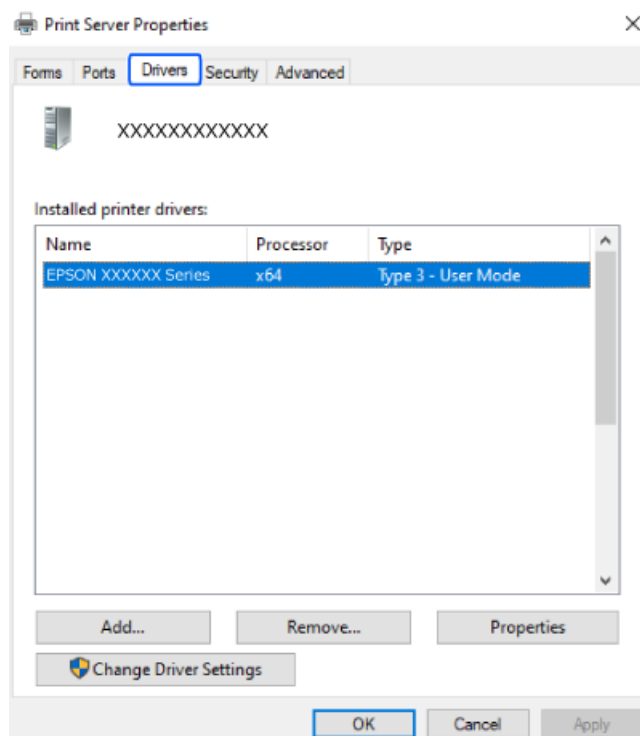 Print Server Properties
Forms Ports Drivers Security Advanced
XXXXXXXXXXXX
Installed printer drivers:
Name Processor Type
EPSON XXXXXX Series x64 Type 3 - User Mode
Add... Remove... Properties
Change Driver Settings
OK Cancel Apply